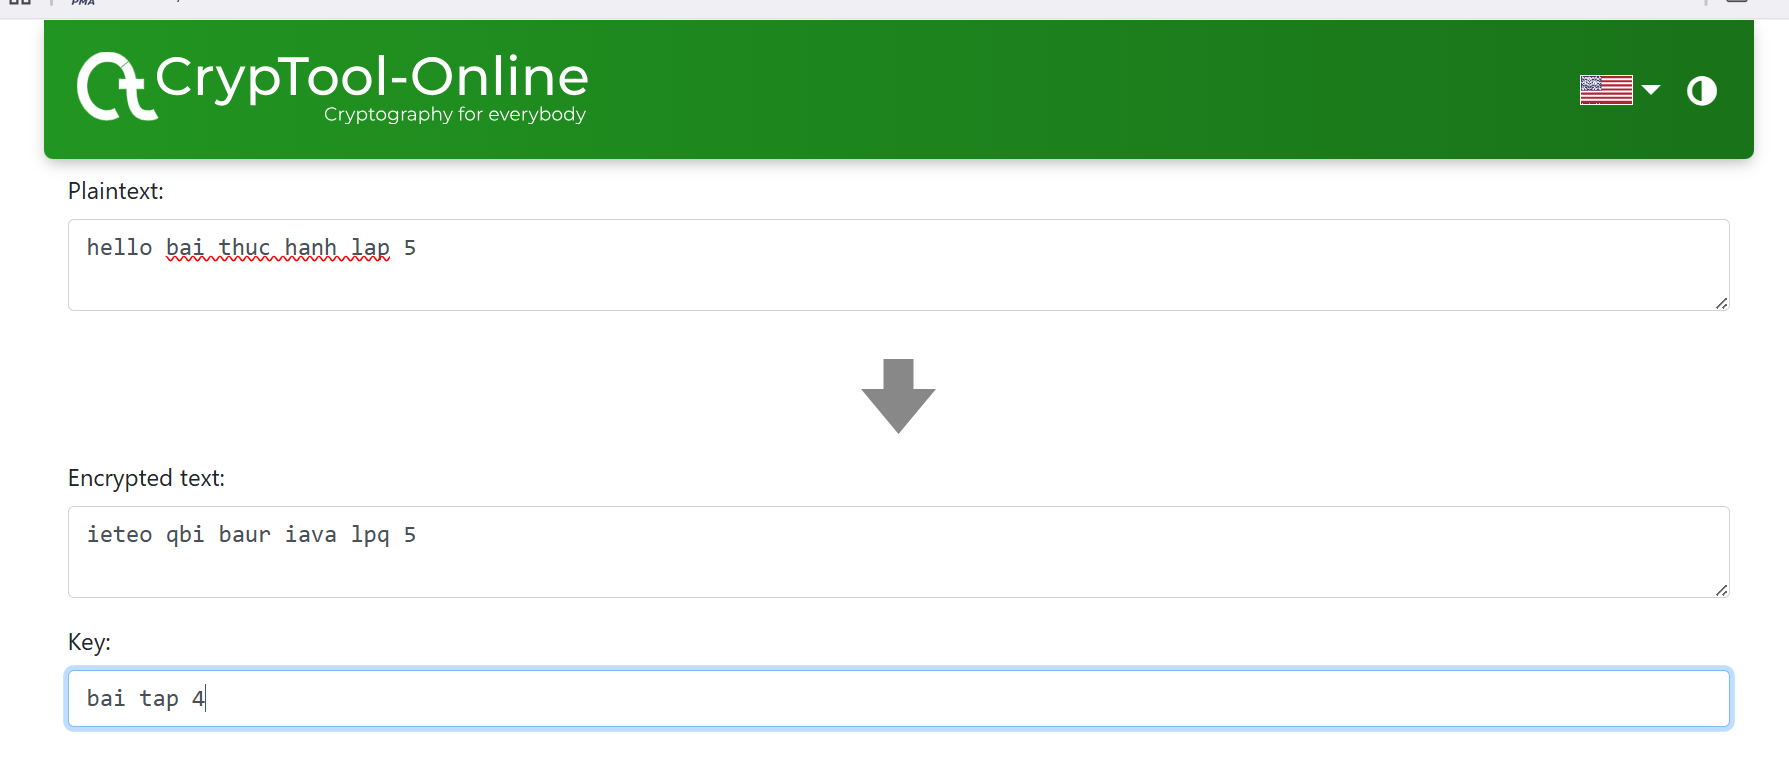 PMA
CrypTool-Online
Cryptography for everybody
Plaintext:
hello bai thuc hanh lap 5
Encrypted text:
ieteo qbi baur iava lpq 5
Key:
bai tap 4